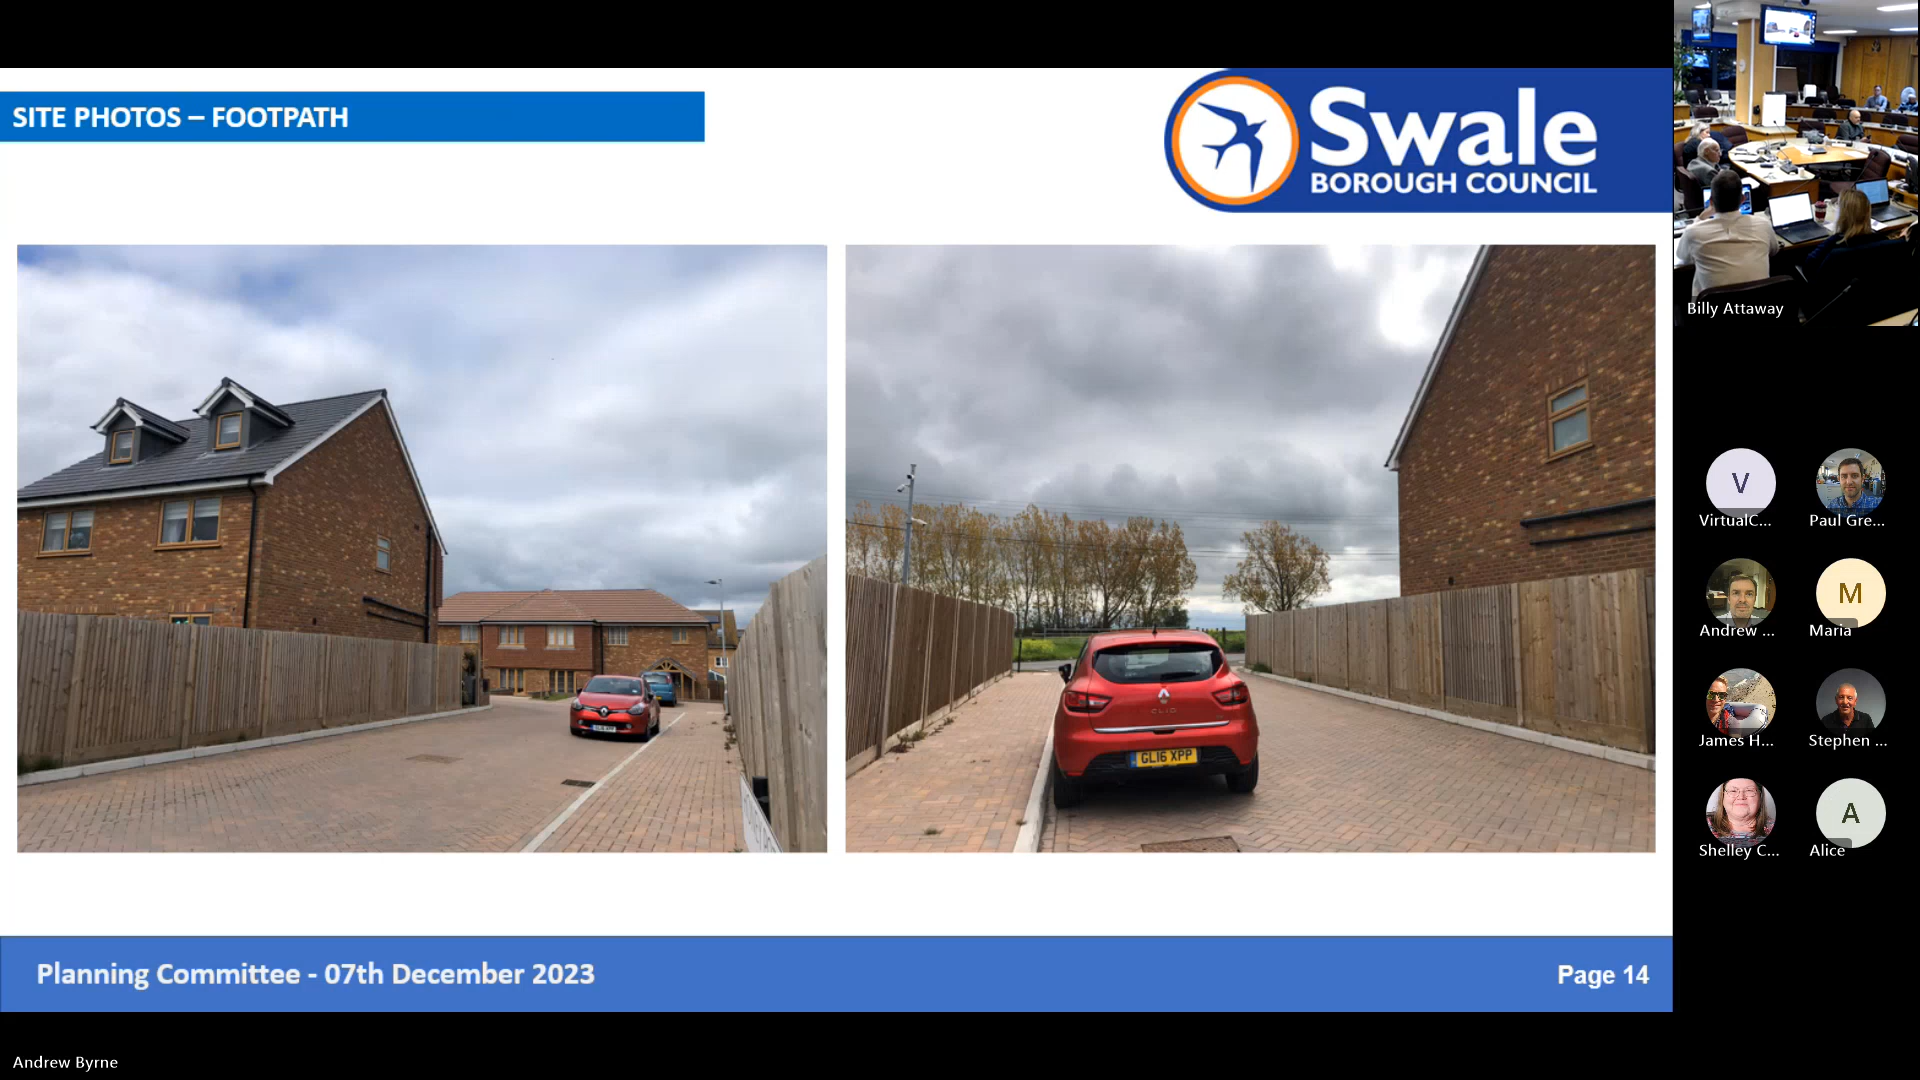 SITE PHOTOS – FOOTPATH
Swale
BOROUGH COUNCIL
Billy Attaway
CLIO
GL16 XPP
V
VirtualC...
Paul Gre...
Andrew ...
M
Maria
James H...
Stephen ...
Shelley C...
A
Alice
Planning Committee - 07th December 2023
Page 14
Andrew Byrne